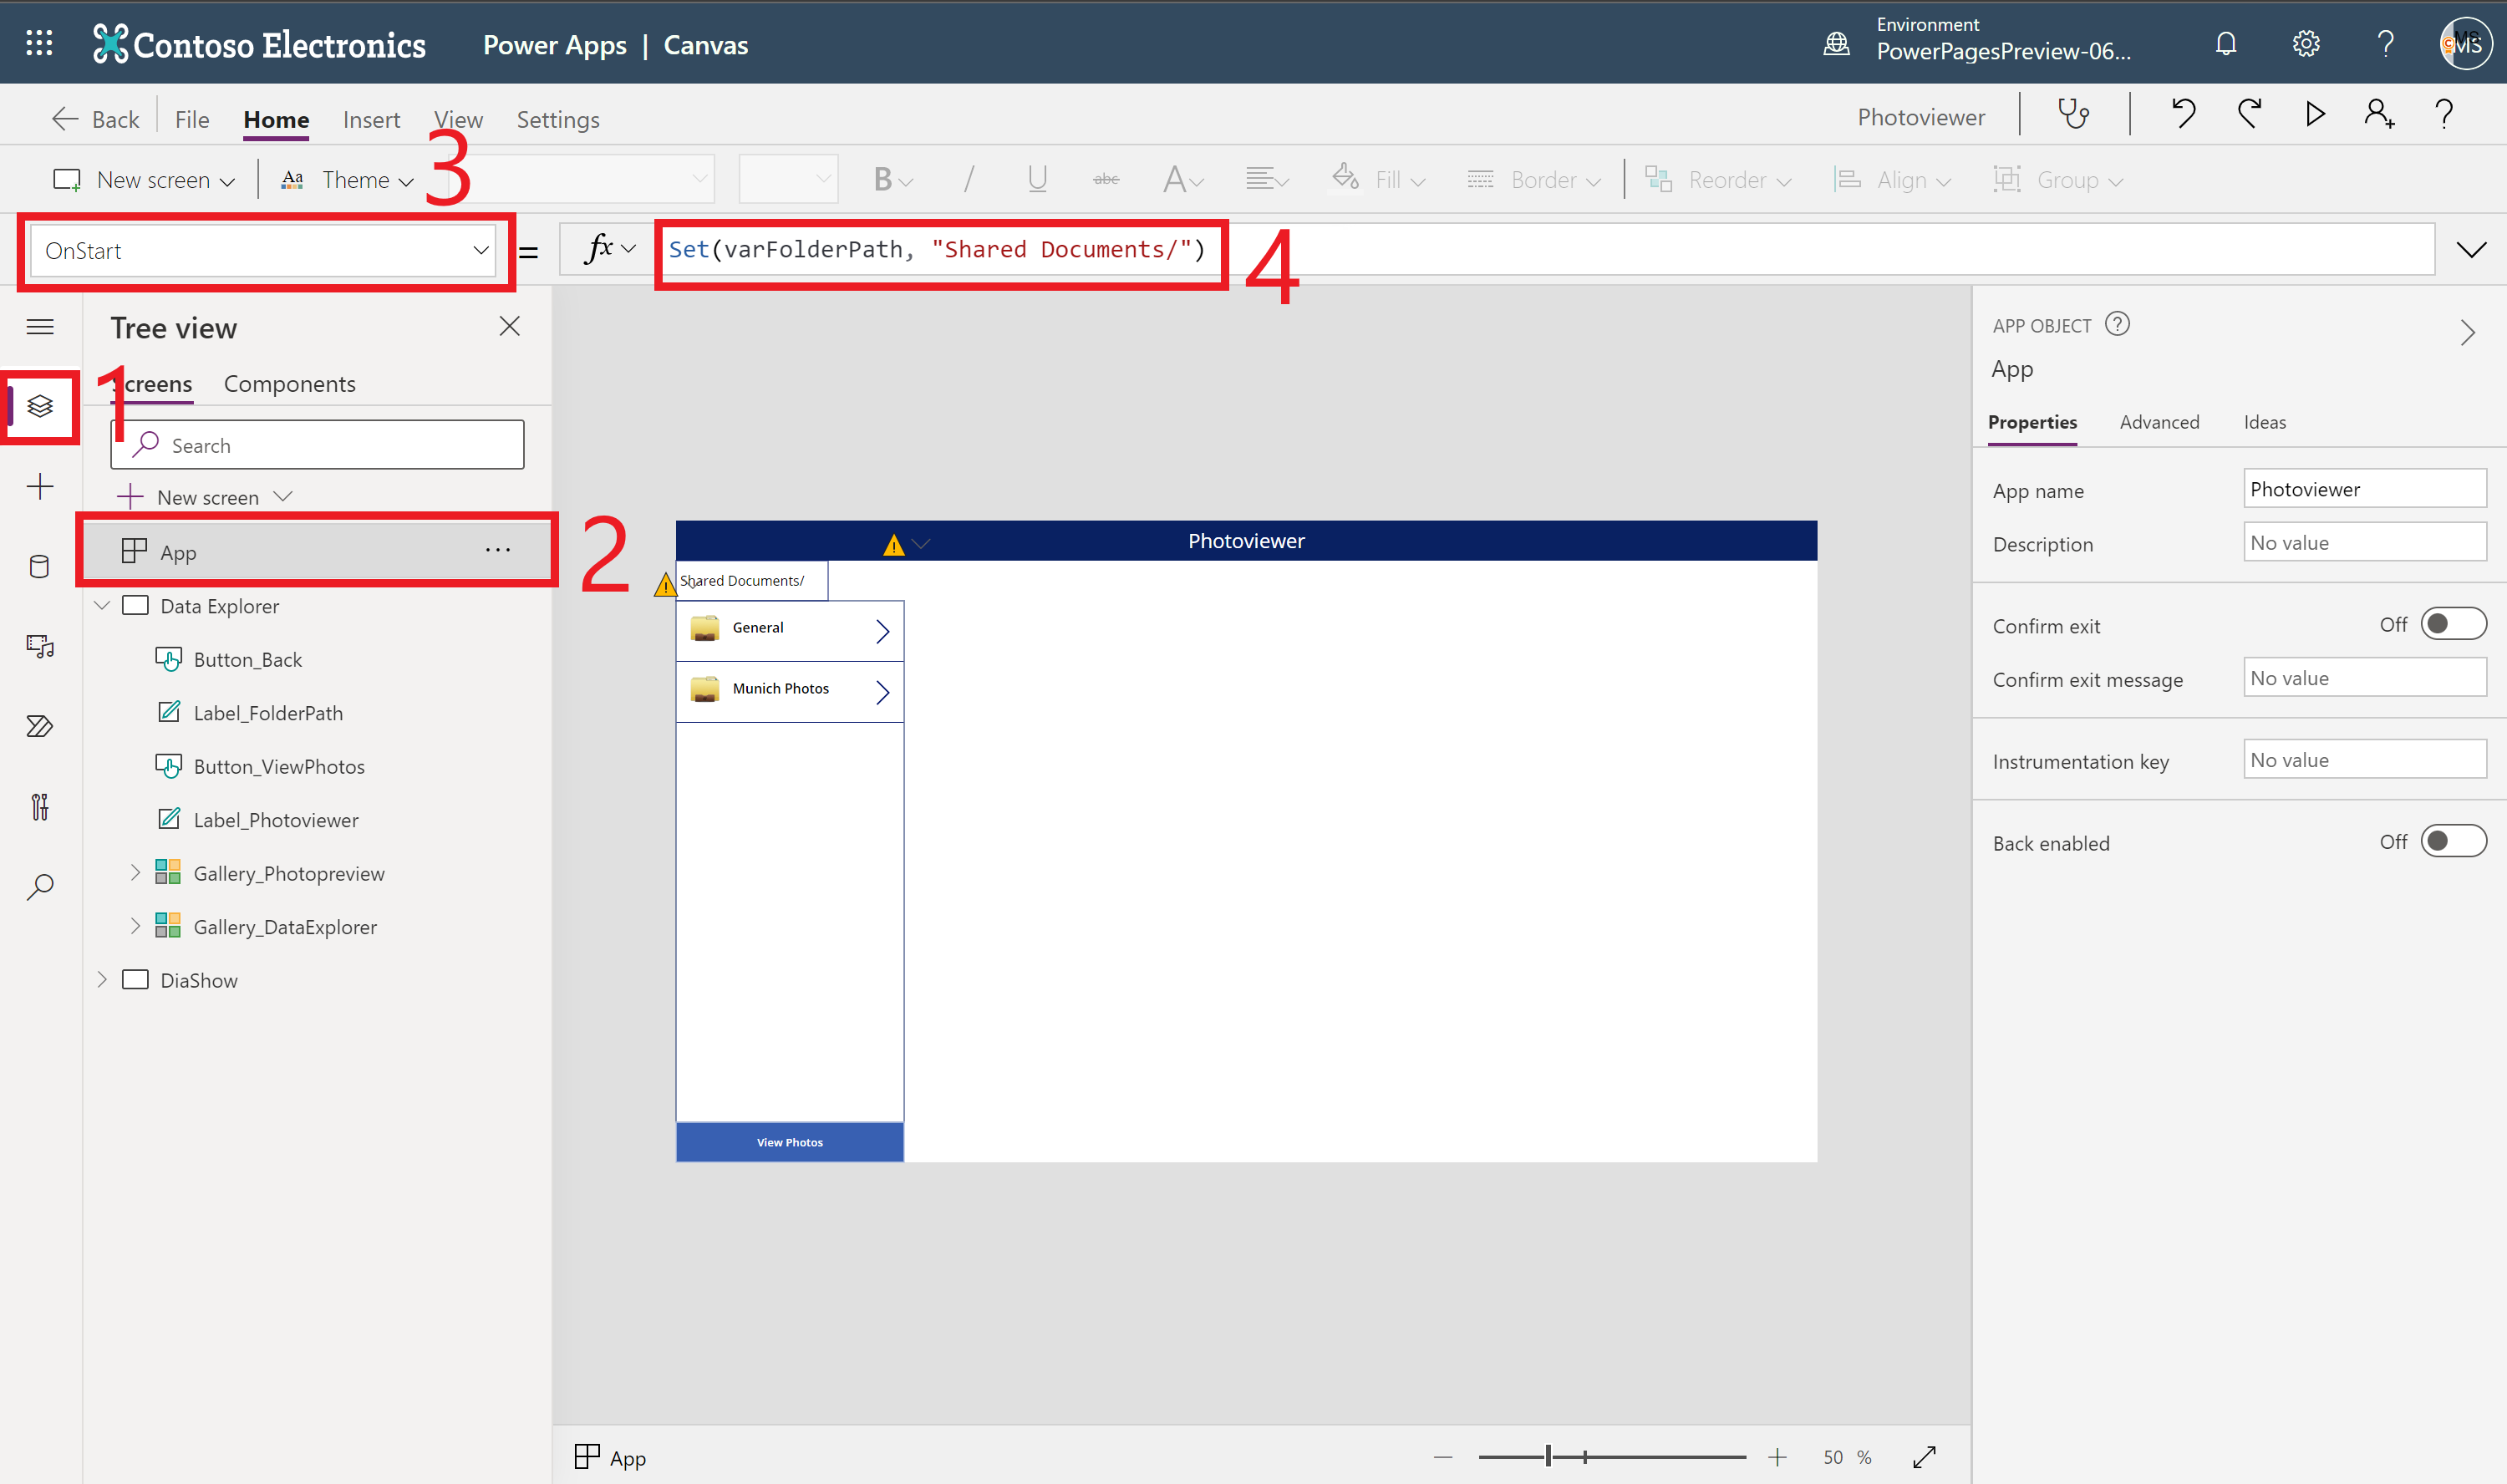 Contoso Electronics
Power Apps | Canvas
Environment
PowerPagesPreview-06...
MS
Back
File
Home
Insert
View
Settings
Photoviewer
New screen
Theme
3
B
/
U
abc
A
Fill
Border
Reorder
Align
Group
OnStart
=
fx
Set(varFolderPath, "Shared Documents/")
4
Tree view
1
Screens
Components
Search
New screen
App
...
2
Data Explorer
Button_Back
Label_FolderPath
Button_ViewPhotos
Label_Photoviewer
Gallery_Photopreview
Gallery_DataExplorer
DiaShow
Photoviewer
Shared Documents/
General
Munich Photos
View Photos
App
50 %
APP OBJECT
App
Properties
Advanced
Ideas
App name
Photoviewer
Description
No value
Confirm exit
Off
Confirm exit message
No value
Instrumentation key
No value
Back enabled
Off